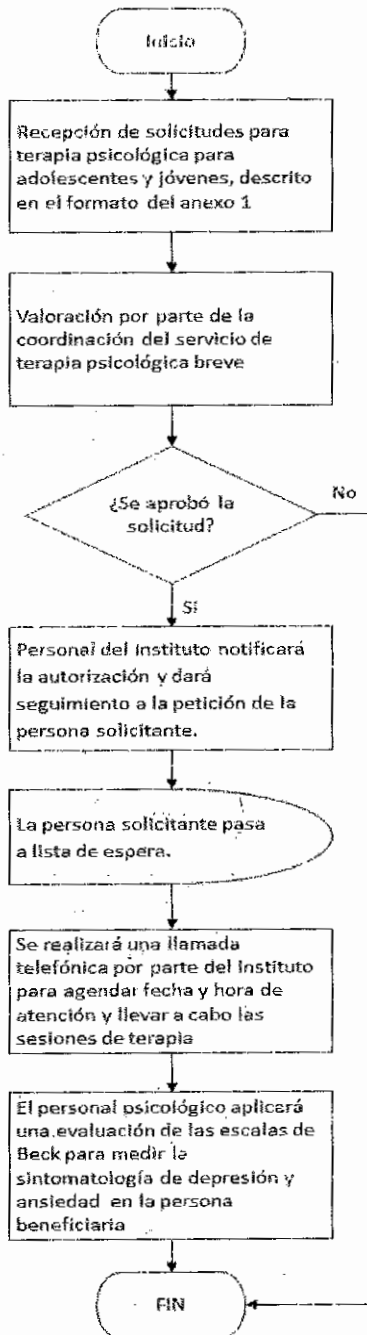 Inicio
Recepción de solicitudes para
terapia psicológica para
adolescentes y jóvenes, descrito
en el formato del anexo 1
Valoración por parte de la
coordinación del servicio de
terapia psicológica breve
¿Se aprobó la
solicitud?
No
Sí
Personal del Instituto notificará
la autorización y dará
seguimiento a la petición de la
persona solicitante.
La persona solicitante pasa
a lista de espera.
Se realizará una llamada
telefónica por parte del Instituto
para agendar fecha y hora de
atención y llevar a cabo las
sesiones de terapia
El personal psicológico aplicará
una evaluación de las escalas de
Beck para medir la
sintomatología de depresión y
ansiedad en la persona
beneficiaria
FIN